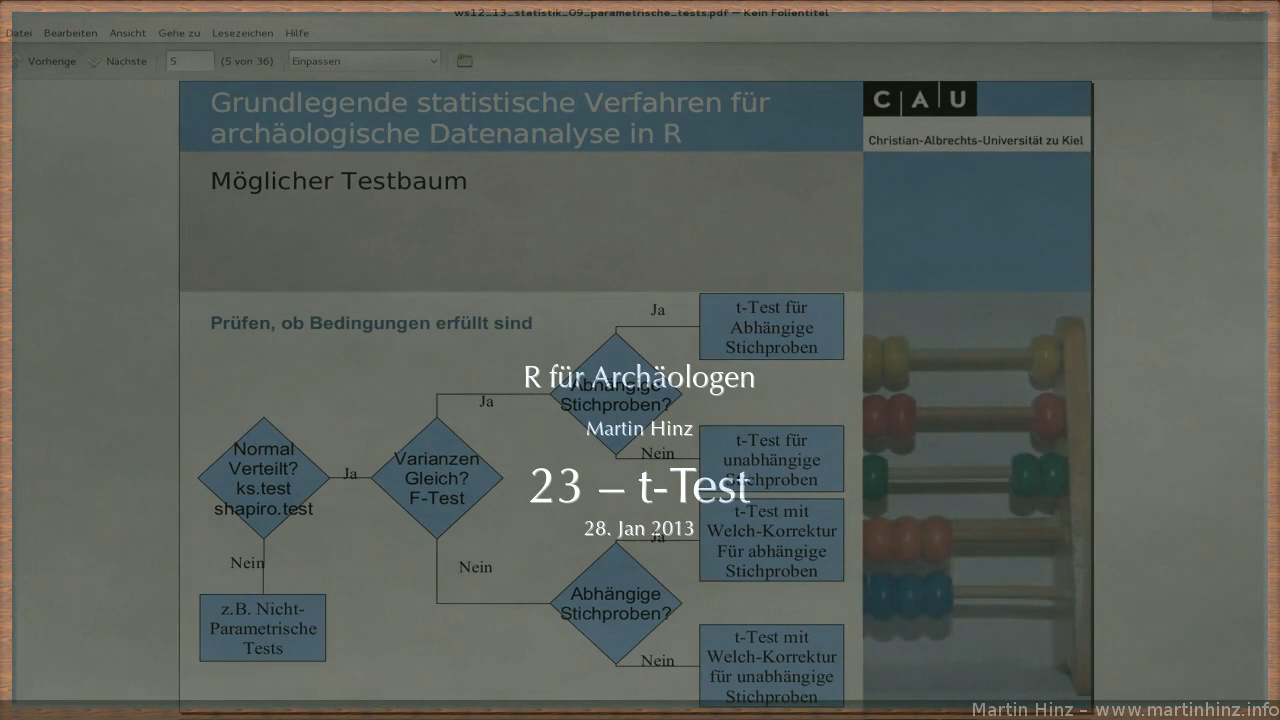 ws12_13_statistik_09_parametrische_tests.pdf — Kein Folientitel
Datei Bearbeiten Ansicht Gehe zu Lesezeichen Hilfe
Vorherige Nächste 5 (5 von 36) Einpassen
Grundlegende statistische Verfahren für
archäologische Datenanalyse in R
C A U
Christian-Albrechts-Universität zu Kiel
Möglicher Testbaum
Prüfen, ob Bedingungen erfüllt sind
Ja
t-Test für
Abhängige
Stichproben
R für Archäologen
Abhängige
Stichproben?
Ja
Martin Hinz
Nein
t-Test für
unabhängige
Stichproben
Normal
Verteilt?
ks.test
shapiro.test
Ja
Varianzen
Gleich?
F-Test
23 – t-Test
28. Jan 2013
Ja
t-Test mit
Welch-Korrektur
Für abhängige
Stichproben
Nein
Nein
Abhängige
Stichproben?
z.B. Nicht-
Parametrische
Tests
Nein
t-Test mit
Welch-Korrektur
für unabhängige
Stichproben
Martin Hinz - www.martinhinz.info